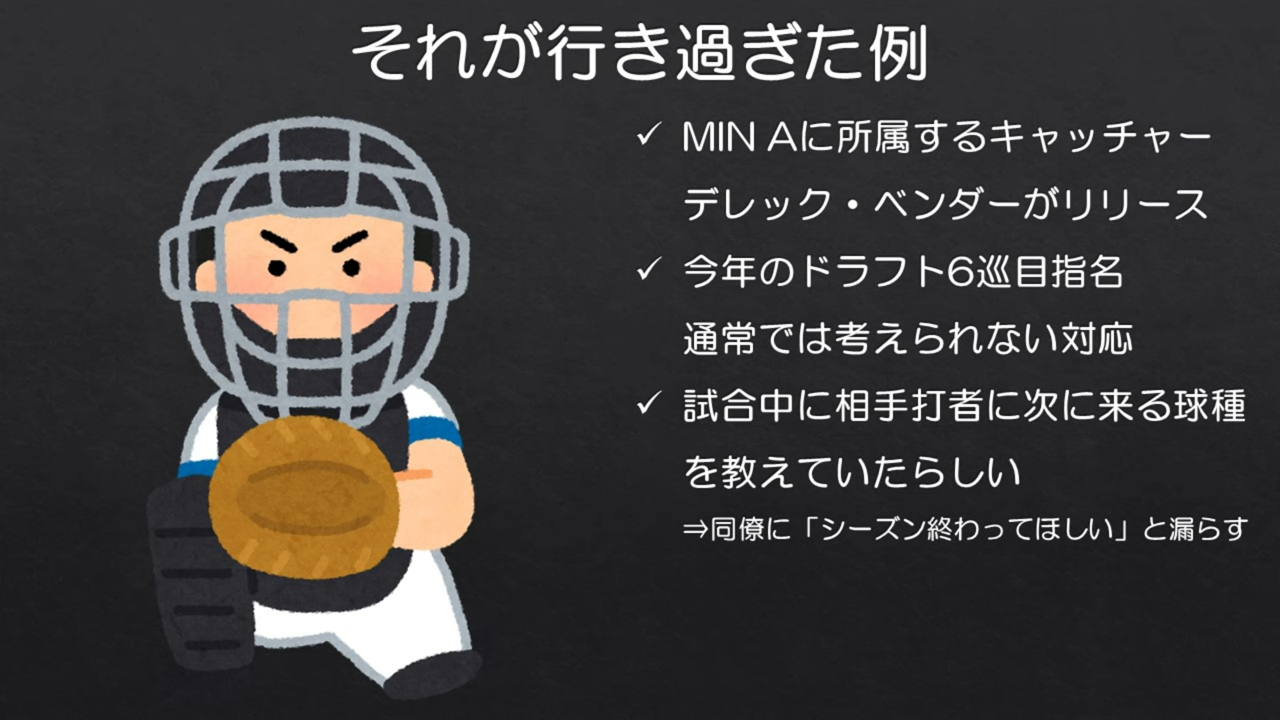 それが行き過ぎた例
✓ MIN Aに所属するキャッチャー
デレック・ベンダーがリリース
✓ 今年のドラフト6巡目指名
通常では考えられない対応
✓ 試合中に相手打者に次に来る球種
を教えていたらしい
⇒同僚に「シーズン終わってほしい」と漏らす